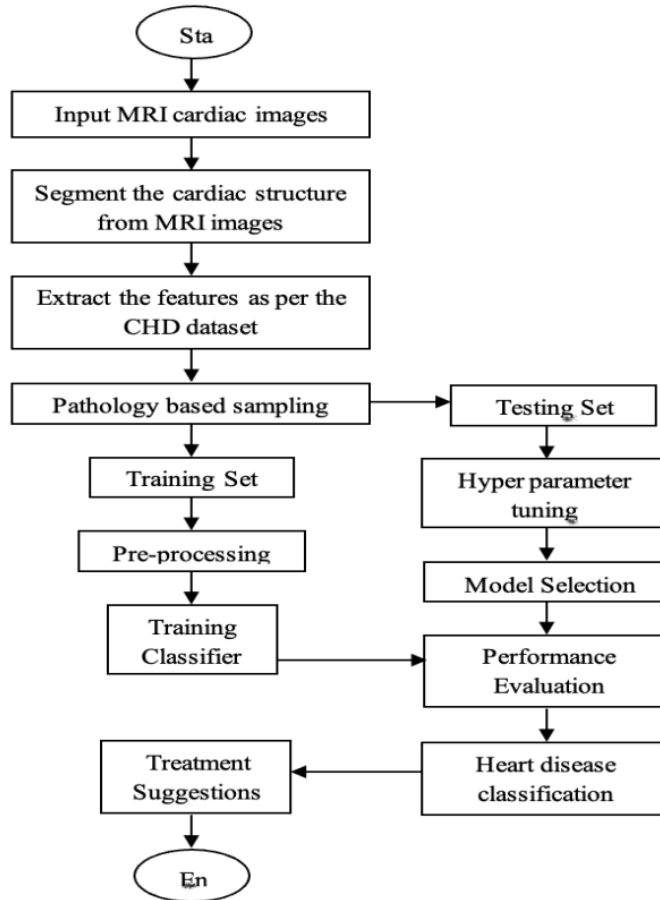 Sta
Input MRI cardiac images
Segment the cardiac structure
from MRI images
Extract the features as per the
CHD dataset
Pathology based sampling
Testing Set
Training Set
Hyper parameter
tuning
Pre-processing
Model Selection
Training
Classifier
Performance
Evaluation
Treatment
Suggestions
Heart disease
classification
En